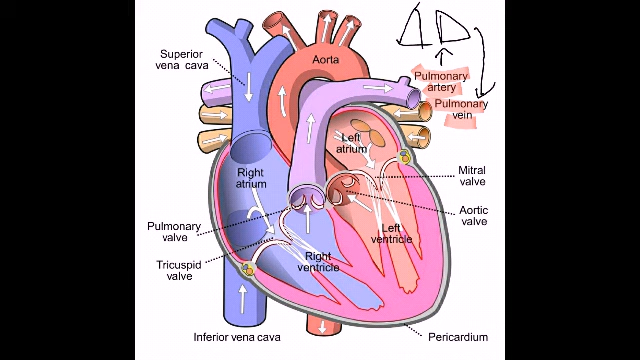 A D
Superior
vena cava
Aorta
Pulmonary
artery
Pulmonary
vein
Left
atrium
Right
atrium
Mitral
valve
Aortic
valve
Pulmonary
valve
Left
ventricle
Right
ventricle
Tricuspid
valve
Inferior vena cava
Pericardium